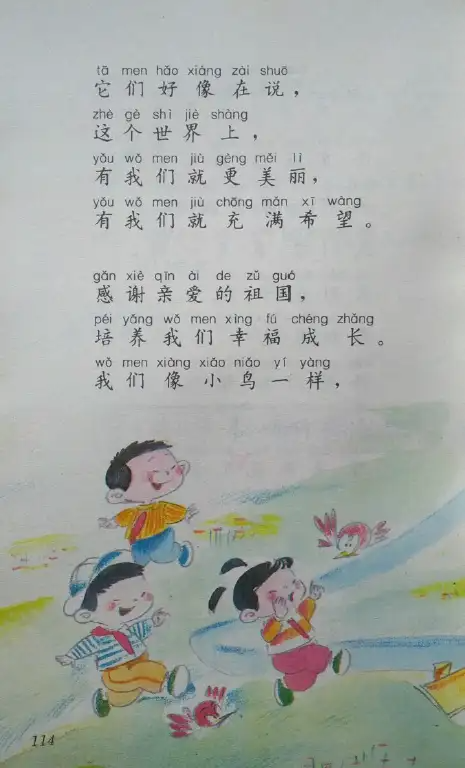 tā men hǎo xiàng zài shuō
它们好像在说，
zhè gè shì jiè shàng
这个世界上，
yǒu wǒ men jiù gèng měi lì
有我们就更美丽，
yǒu wǒ men jiù chōng mǎn xī wàng
有我们就充满希望。
gǎn xiè qīn ài de zǔ guó
感谢亲爱的祖国，
péi yǎng wǒ men xìng fú chéng zhǎng
培养我们幸福成长。
wǒ men xiàng xiǎo niǎo yí yàng
我们像小鸟一样，
114